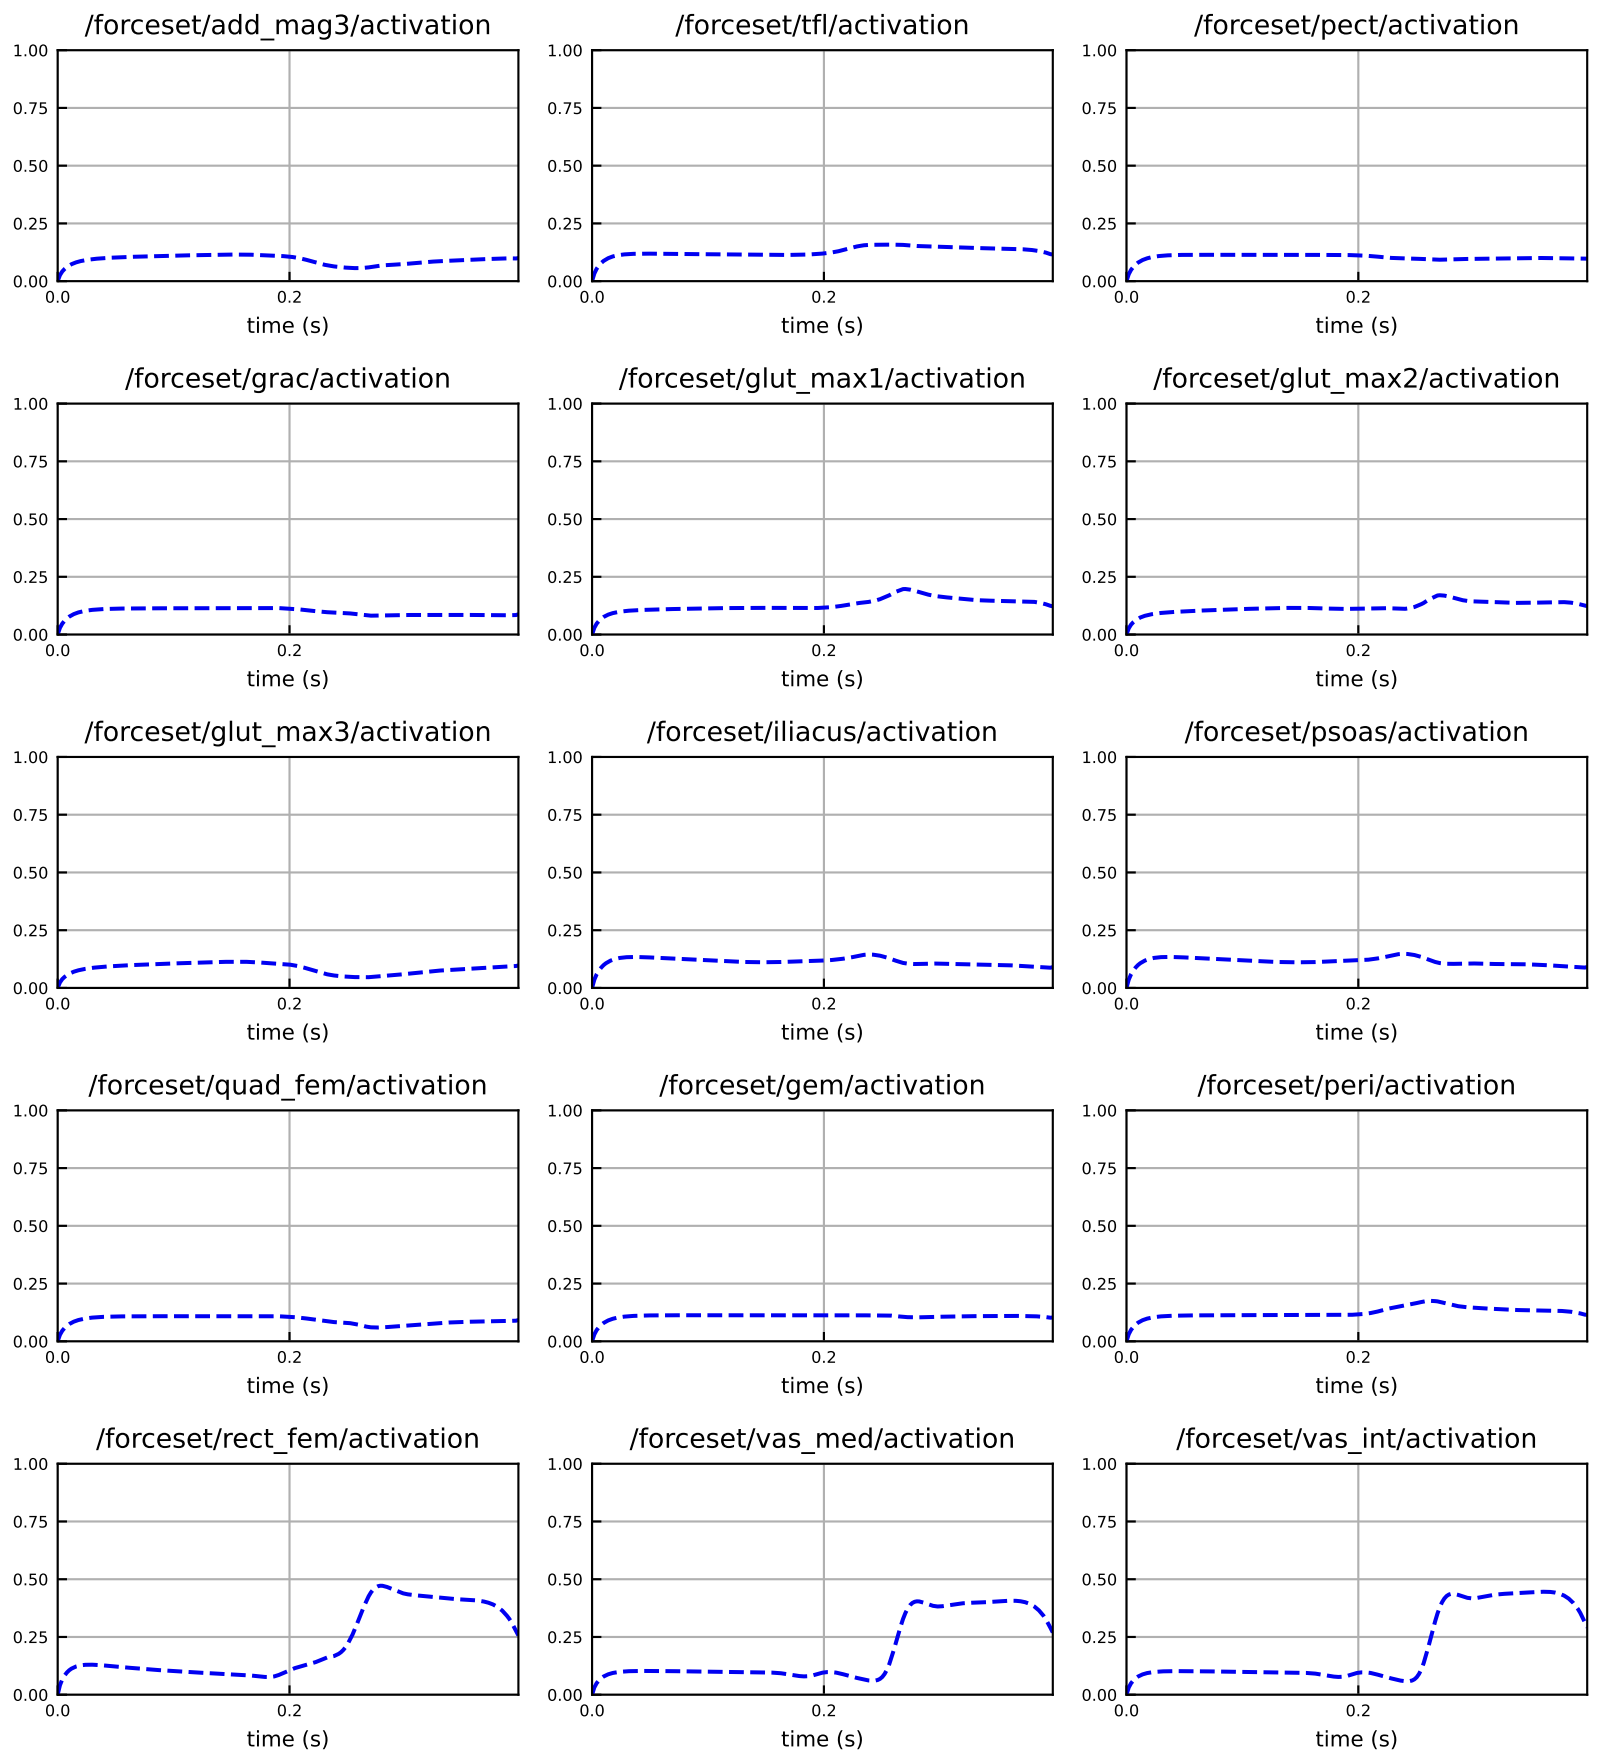 /forceset/add_mag3/activation /forceset/tfl/activation /forceset/pect/activation
1.00 1.00 1.00
0.75 0.75 0.75
0.50 0.50 0.50
0.25 0.25 0.25
0.00 0.00 0.00
0.0 0.2 0.0 0.2 0.0 0.2
time (s) time (s) time (s)
/forceset/grac/activation /forceset/glut_max1/activation /forceset/glut_max2/activation
1.00 1.00 1.00
0.75 0.75 0.75
0.50 0.50 0.50
0.25 0.25 0.25
0.00 0.00 0.00
0.0 0.2 0.0 0.2 0.0 0.2
time (s) time (s) time (s)
/forceset/glut_max3/activation /forceset/iliacus/activation /forceset/psoas/activation
1.00 1.00 1.00
0.75 0.75 0.75
0.50 0.50 0.50
0.25 0.25 0.25
0.00 0.00 0.00
0.0 0.2 0.0 0.2 0.0 0.2
time (s) time (s) time (s)
/forceset/quad_fem/activation /forceset/gem/activation /forceset/peri/activation
1.00 1.00 1.00
0.75 0.75 0.75
0.50 0.50 0.50
0.25 0.25 0.25
0.00 0.00 0.00
0.0 0.2 0.0 0.2 0.0 0.2
time (s) time (s) time (s)
/forceset/rect_fem/activation /forceset/vas_med/activation /forceset/vas_int/activation
1.00 1.00 1.00
0.75 0.75 0.75
0.50 0.50 0.50
0.25 0.25 0.25
0.00 0.00 0.00
0.0 0.2 0.0 0.2 0.0 0.2
time (s) time (s) time (s)